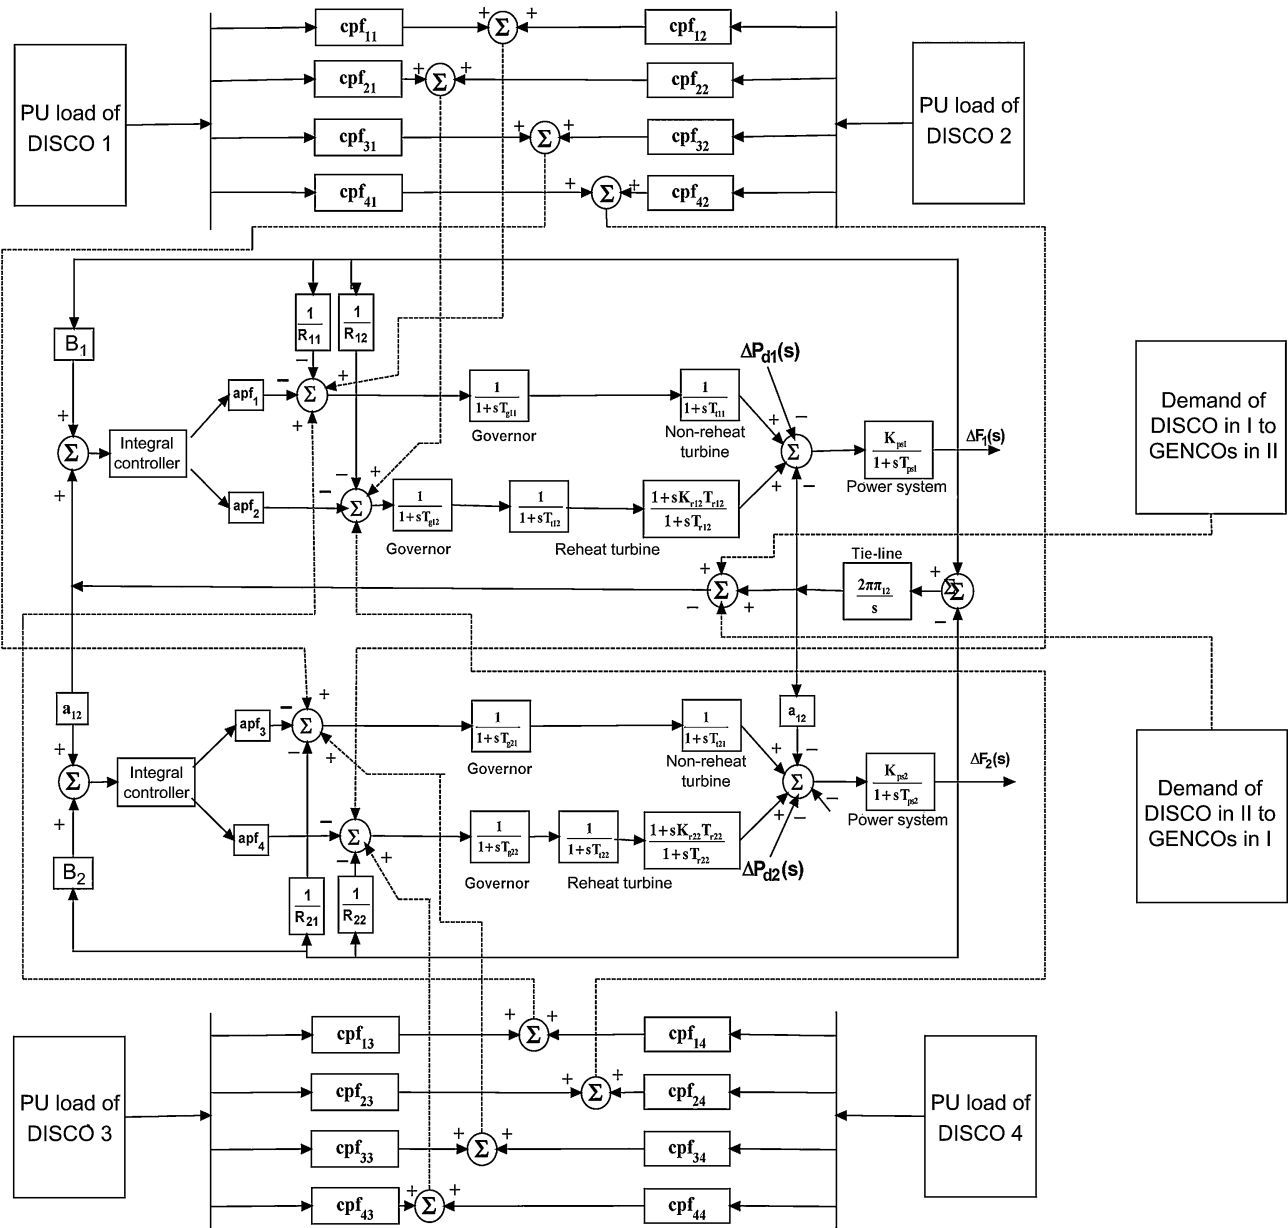 cpf11
+
Σ
+
cpf12
PU load of
DISCO 1
cpf21
+
Σ
+
cpf22
PU load of
DISCO 2
cpf31
+
Σ
+
cpf32
cpf41
+
Σ
+
cpf42
1
R11
1
R12
B1
−
+
ΔPd1(s)
apf1
−
Σ
+
1
1+sTg11
Governor
1
1+sTt11
Non-reheat
turbine
+
−
Σ
+
−
Kps1
1+sTps1
Power system
ΔF1(s)
Demand of
DISCO in I to
GENCOs in II
+
Σ
+
Integral
controller
apf2
−
−
+
Σ
+
1
1+sTg12
Governor
1
1+sTt12
Reheat turbine
1+sKr12Tr12
1+sTr12
Tie-line
+
Σ
−
+
−
2ππ12
s
+
Σ
−
a12
+
Σ
+
Integral
controller
apf3
−
+
Σ
−
+
1
1+sTg21
Governor
1
1+sTt21
Non-reheat
turbine
a12
+
−
Σ
−
+
−
Kps2
1+sTps2
Power system
ΔF2(s)
Demand of
DISCO in II to
GENCOs in I
apf4
−
+
Σ
−
+
1
1+sTg22
Governor
1
1+sTt22
Reheat turbine
1+sKr22Tr22
1+sTr22
ΔPd2(s)
B2
1
R21
1
R22
cpf13
+
Σ
+
cpf14
PU load of
DISCO 3
cpf23
+
Σ
+
cpf24
PU load of
DISCO 4
cpf33
+
Σ
+
cpf34
cpf43
+
Σ
+
cpf44